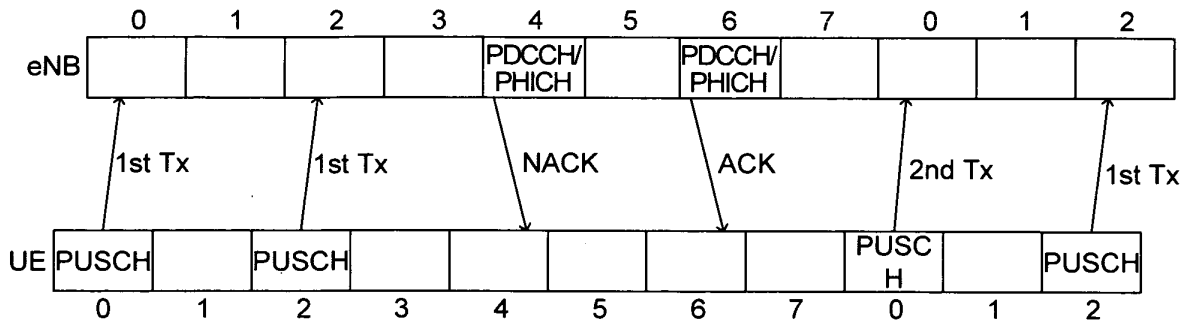 0 1 2 3 4 5 6 7 0 1 2
eNB PDCCH/ PDCCH/
PHICH PHICH
1st Tx 1st Tx NACK ACK 2nd Tx 1st Tx
UE PUSCH PUSCH PUSC PUSCH
H
0 1 2 3 4 5 6 7 0 1 2